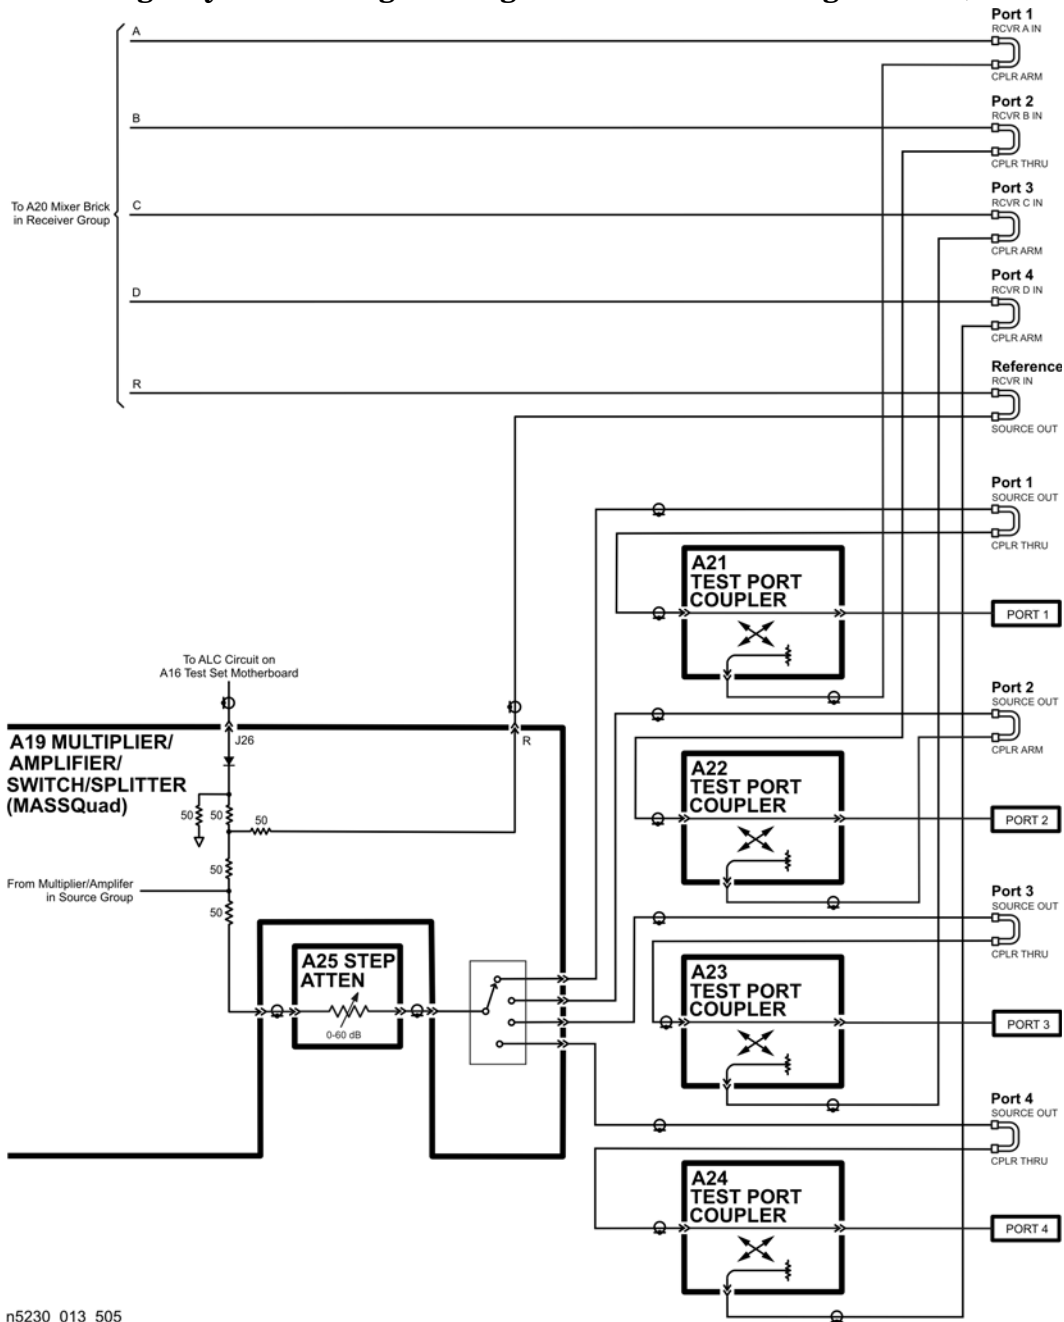 Port 1
RCVR A IN
A
CPLR ARM
Port 2
RCVR B IN
B
CPLR THRU
Port 3
RCVR C IN
C
To A20 Mixer Brick
in Receiver Group
CPLR ARM
Port 4
RCVR D IN
D
CPLR ARM
Reference
RCVR IN
R
SOURCE OUT
Port 1
SOURCE OUT
CPLR THRU
A21
TEST PORT
COUPLER
PORT 1
To ALC Circuit on
A16 Test Set Motherboard
Port 2
SOURCE OUT
J26
R
CPLR ARM
A19 MULTIPLIER/
AMPLIFIER/
SWITCH/SPLITTER
(MASSQuad)
A22
TEST PORT
COUPLER
50
50
50
PORT 2
50
From Multiplier/Amplifer
in Source Group
50
Port 3
SOURCE OUT
CPLR THRU
A25 STEP
ATTEN
0-60 dB
A23
TEST PORT
COUPLER
PORT 3
Port 4
SOURCE OUT
CPLR THRU
A24
TEST PORT
COUPLER
PORT 4
n5230_013_505